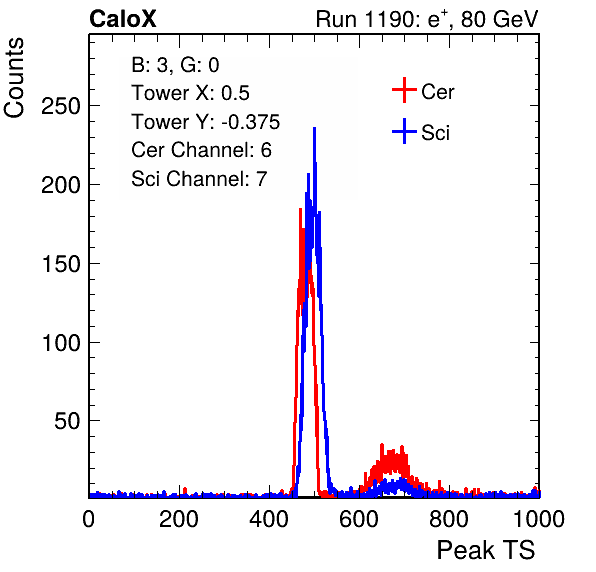 CaloX Run 1190: e⁺, 80 GeV
Counts
B: 3, G: 0
Tower X: 0.5
Tower Y: -0.375
Cer Channel: 6
Sci Channel: 7
Cer
Sci
250
200
150
100
50
0 200 400 600 800 1000
Peak TS